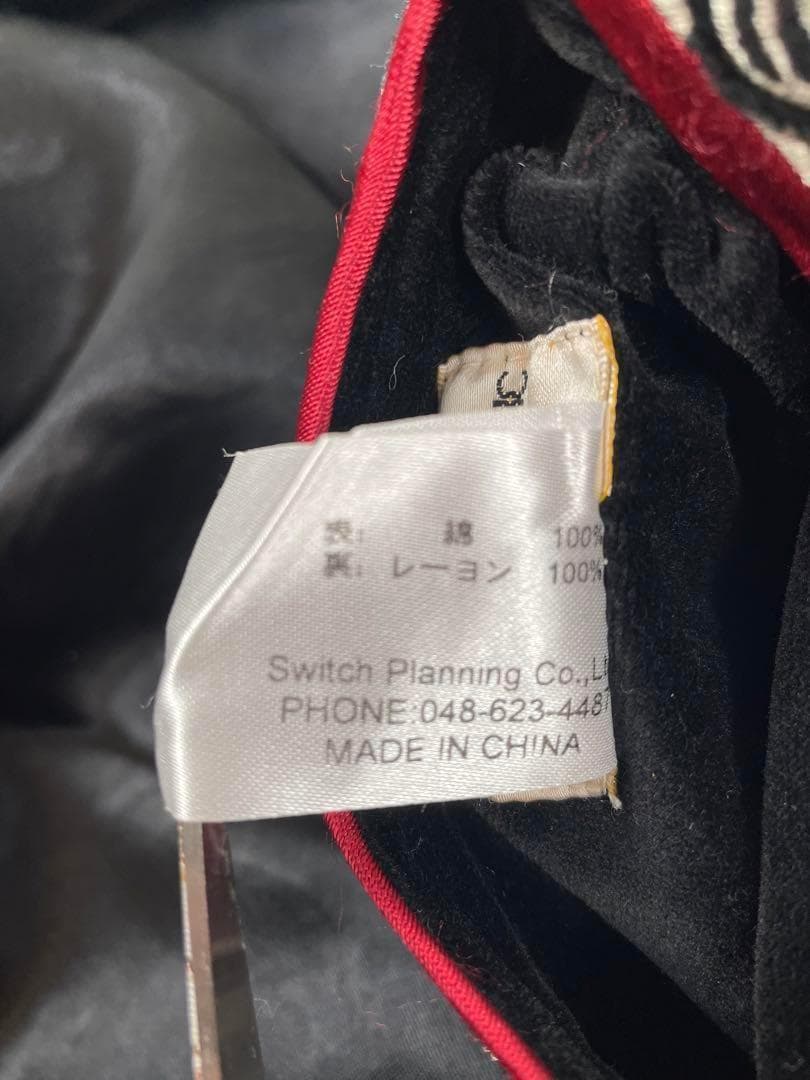 表: 綿 100%
裏: レーヨン 100%
Switch Planning Co.,Lt
PHONE:048-623-4487
MADE IN CHINA